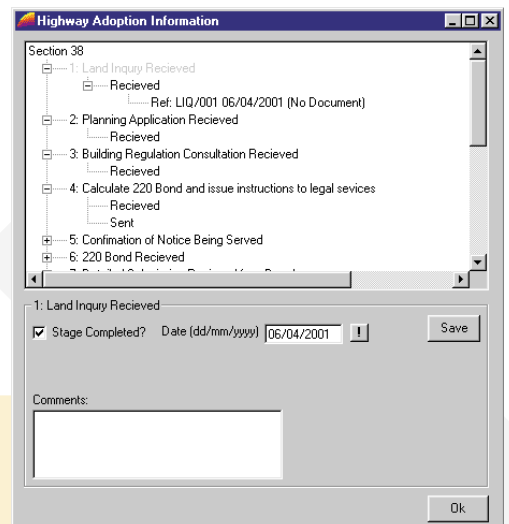 Highway Adoption Information
Section 38
1: Land Inqury Recieved
Recieved
Ref: LIQ/001 06/04/2001 (No Document)
2: Planning Application Recieved
Recieved
3: Building Regulation Consultation Recieved
Recieved
4: Calculate 220 Bond and issue instructions to legal sevices
Recieved
Sent
5: Confimation of Notice Being Served
6: 220 Bond Recieved
1: Land Inqury Recieved
Stage Completed? Date (dd/mm/yyyy) 06/04/2001 ! Save
Comments:
Ok